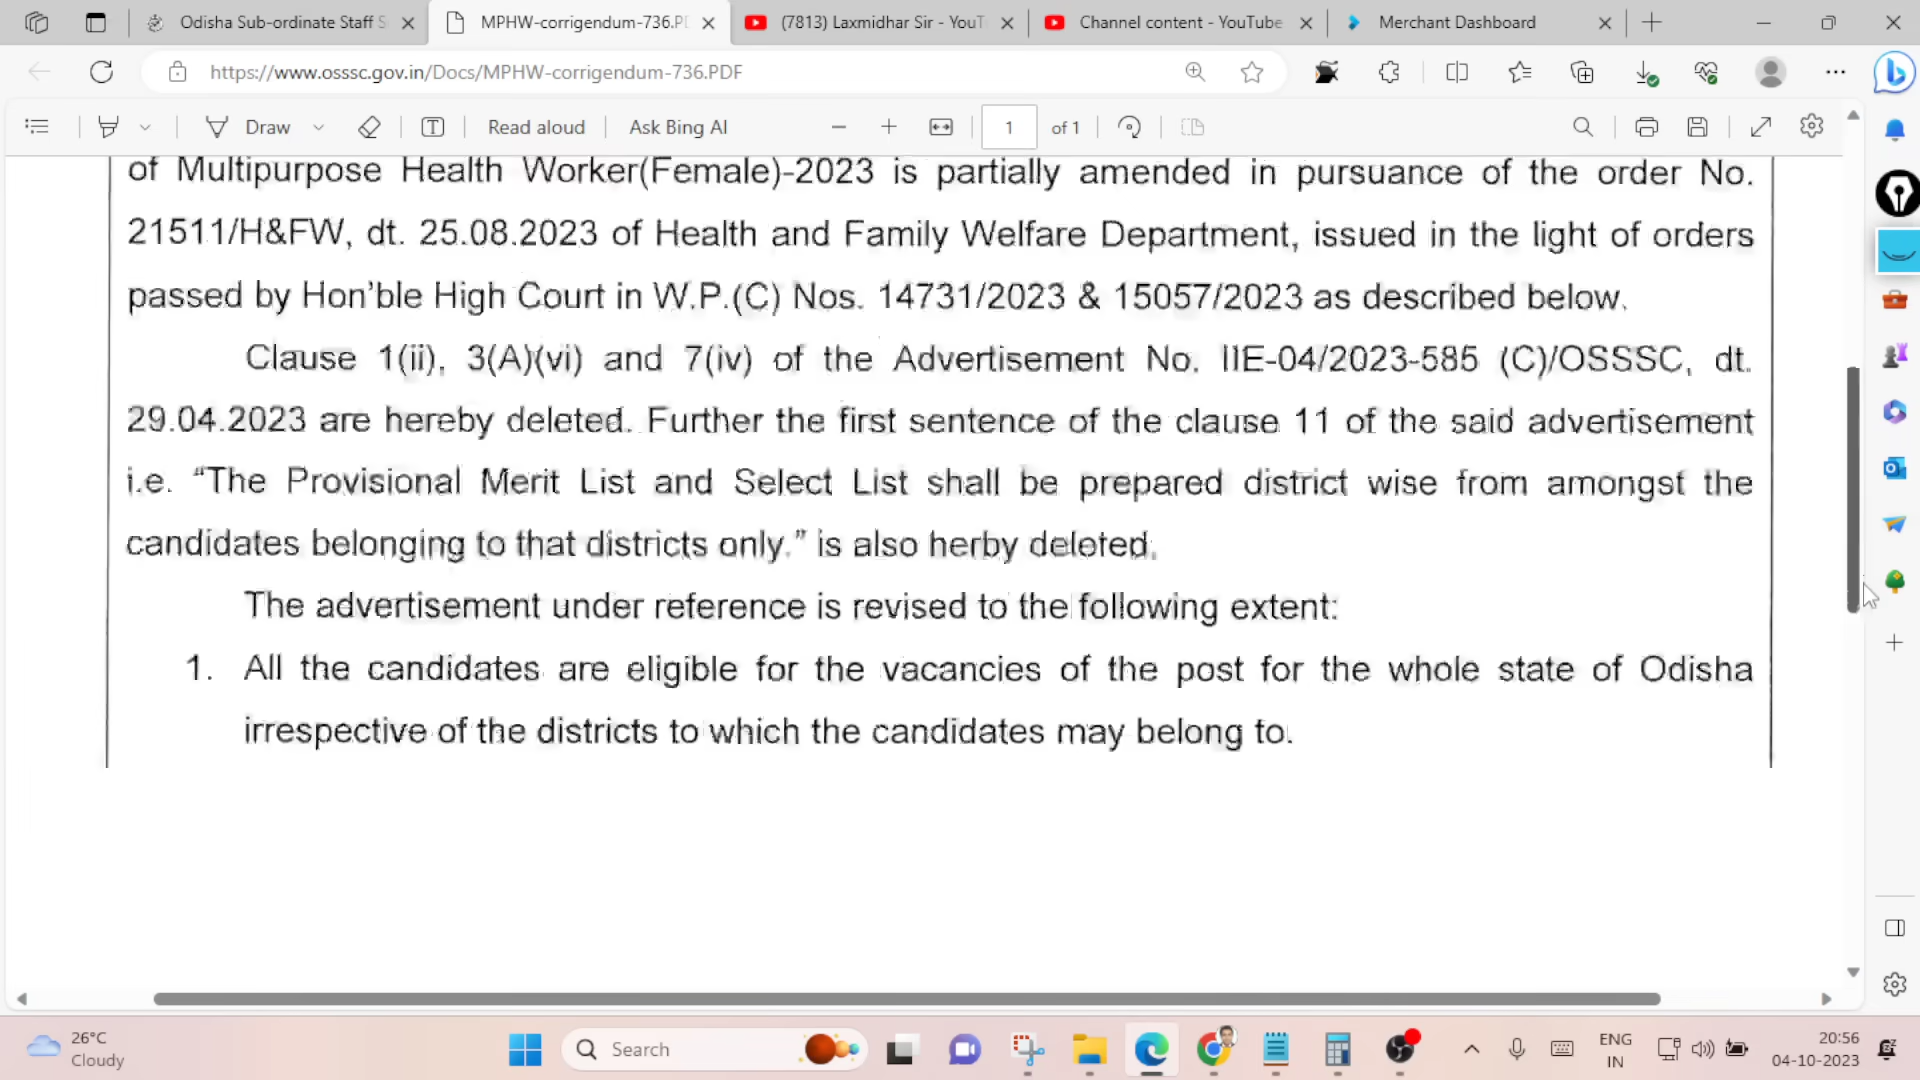 Odisha Sub-ordinate Staff S
MPHW-corrigendum-736.P
(7813) Laxmidhar Sir - YouT
Channel content - YouTube
Merchant Dashboard
https://www.osssc.gov.in/Docs/MPHW-corrigendum-736.PDF
Draw
Read aloud
Ask Bing AI
1
of 1
of Multipurpose Health Worker(Female)-2023 is partially amended in pursuance of the order No.
21511/H&FW, dt. 25.08.2023 of Health and Family Welfare Department, issued in the light of orders
passed by Hon'ble High Court in W.P.(C) Nos. 14731/2023 & 15057/2023 as described below.
Clause 1(ii), 3(A)(vi) and 7(iv) of the Advertisement No. IIE-04/2023-585 (C)/OSSSC, dt.
29.04.2023 are hereby deleted. Further the first sentence of the clause 11 of the said advertisement
i.e. "The Provisional Merit List and Select List shall be prepared district wise from amongst the
candidates belonging to that districts only." is also herby deleted.
The advertisement under reference is revised to the following extent:
1. All the candidates are eligible for the vacancies of the post for the whole state of Odisha
irrespective of the districts to which the candidates may belong to.
26°C
Cloudy
Search
ENG
IN
20:56
04-10-2023